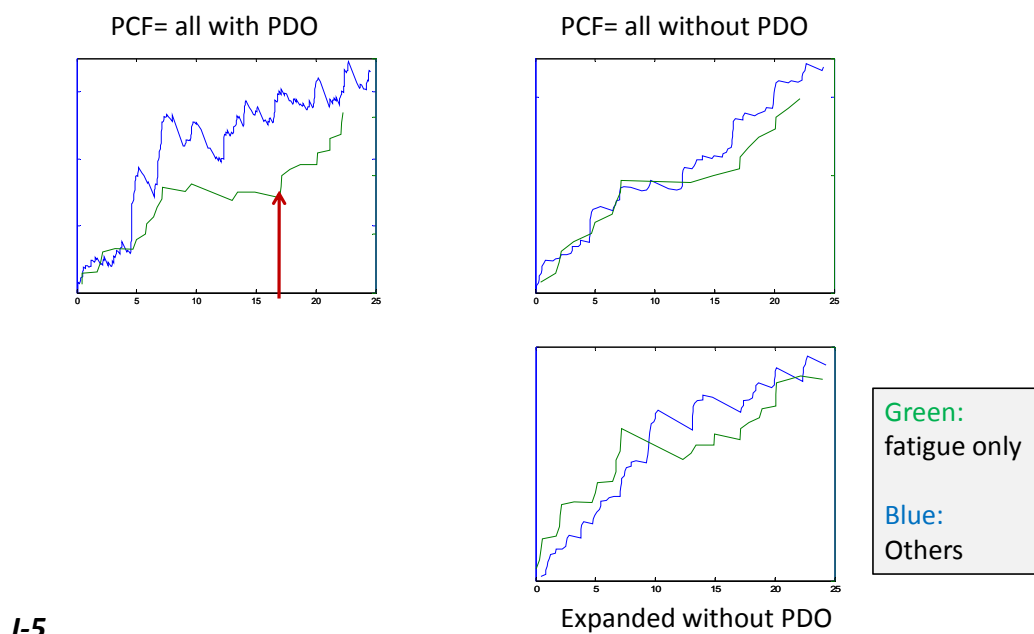 PCF= all with PDO
PCF= all without PDO
0 5 10 15 20 25
0 5 10 15 20 25
0 5 10 15 20 25
Expanded without PDO
Green:
fatigue only
Blue:
Others
I-5